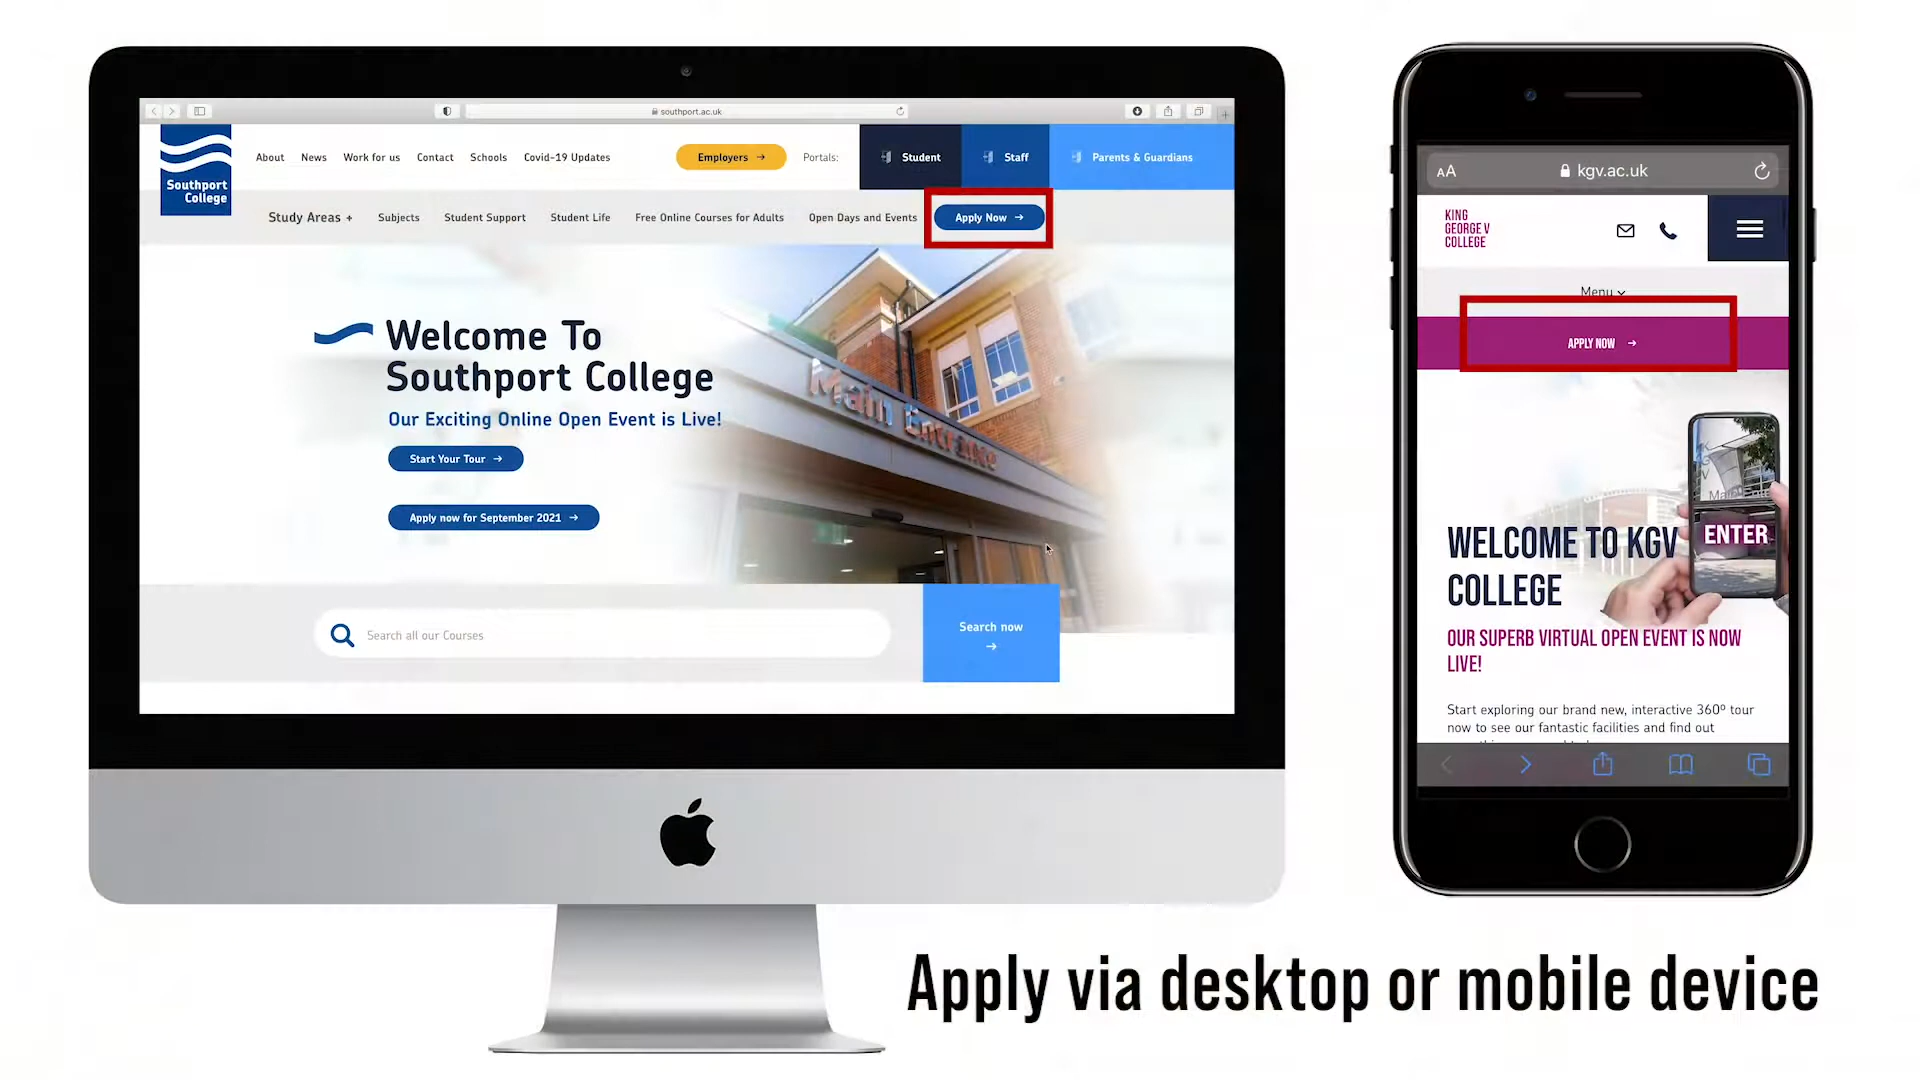 southport.ac.uk
Southport
College
About News Work for us Contact Schools Covid-19 Updates
Employers →
Portals:
Student
Staff
Parents & Guardians
Study Areas +
Subjects
Student Support
Student Life
Free Online Courses for Adults
Open Days and Events
Apply Now →
Welcome To
Southport College
Our Exciting Online Open Event is Live!
Start Your Tour →
Apply now for September 2021 →
Main Entrance
Search all our Courses
Search now
→
AA
kgv.ac.uk
KING
GEORGE V
COLLEGE
Menu
APPLY NOW →
ENTER
WELCOME TO KGV
COLLEGE
OUR SUPERB VIRTUAL OPEN EVENT IS NOW
LIVE!
Start exploring our brand new, interactive 360º tour
now to see our fantastic facilities and find out
Apply via desktop or mobile device